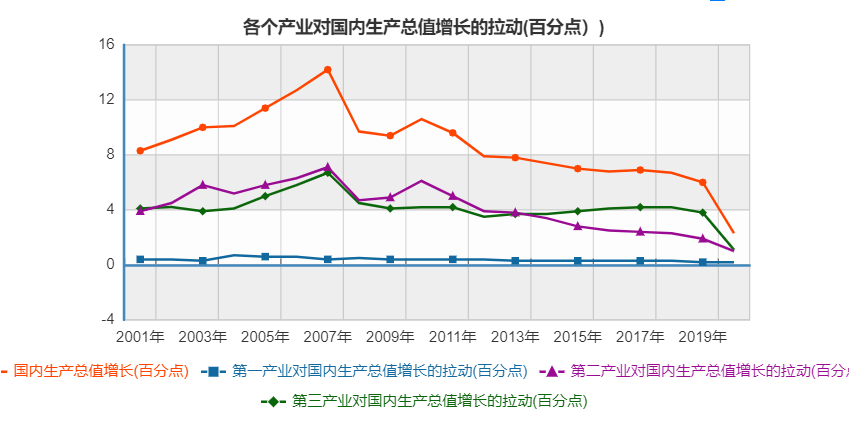 各个产业对国内生产总值增长的拉动(百分点））
16
12
8
4
0
-4
2001年 2003年 2005年 2007年 2009年 2011年 2013年 2015年 2017年 2019年
国内生产总值增长(百分点) 第一产业对国内生产总值增长的拉动(百分点) 第二产业对国内生产总值增长的拉动(百分点
第三产业对国内生产总值增长的拉动(百分点)